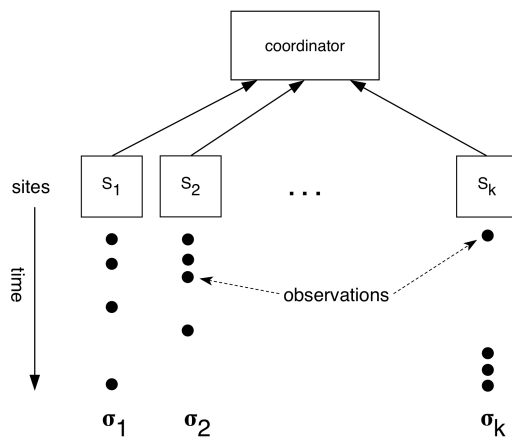 coordinator
sites
S1
S2
. . .
Sk
time
observations
σ1
σ2
σk